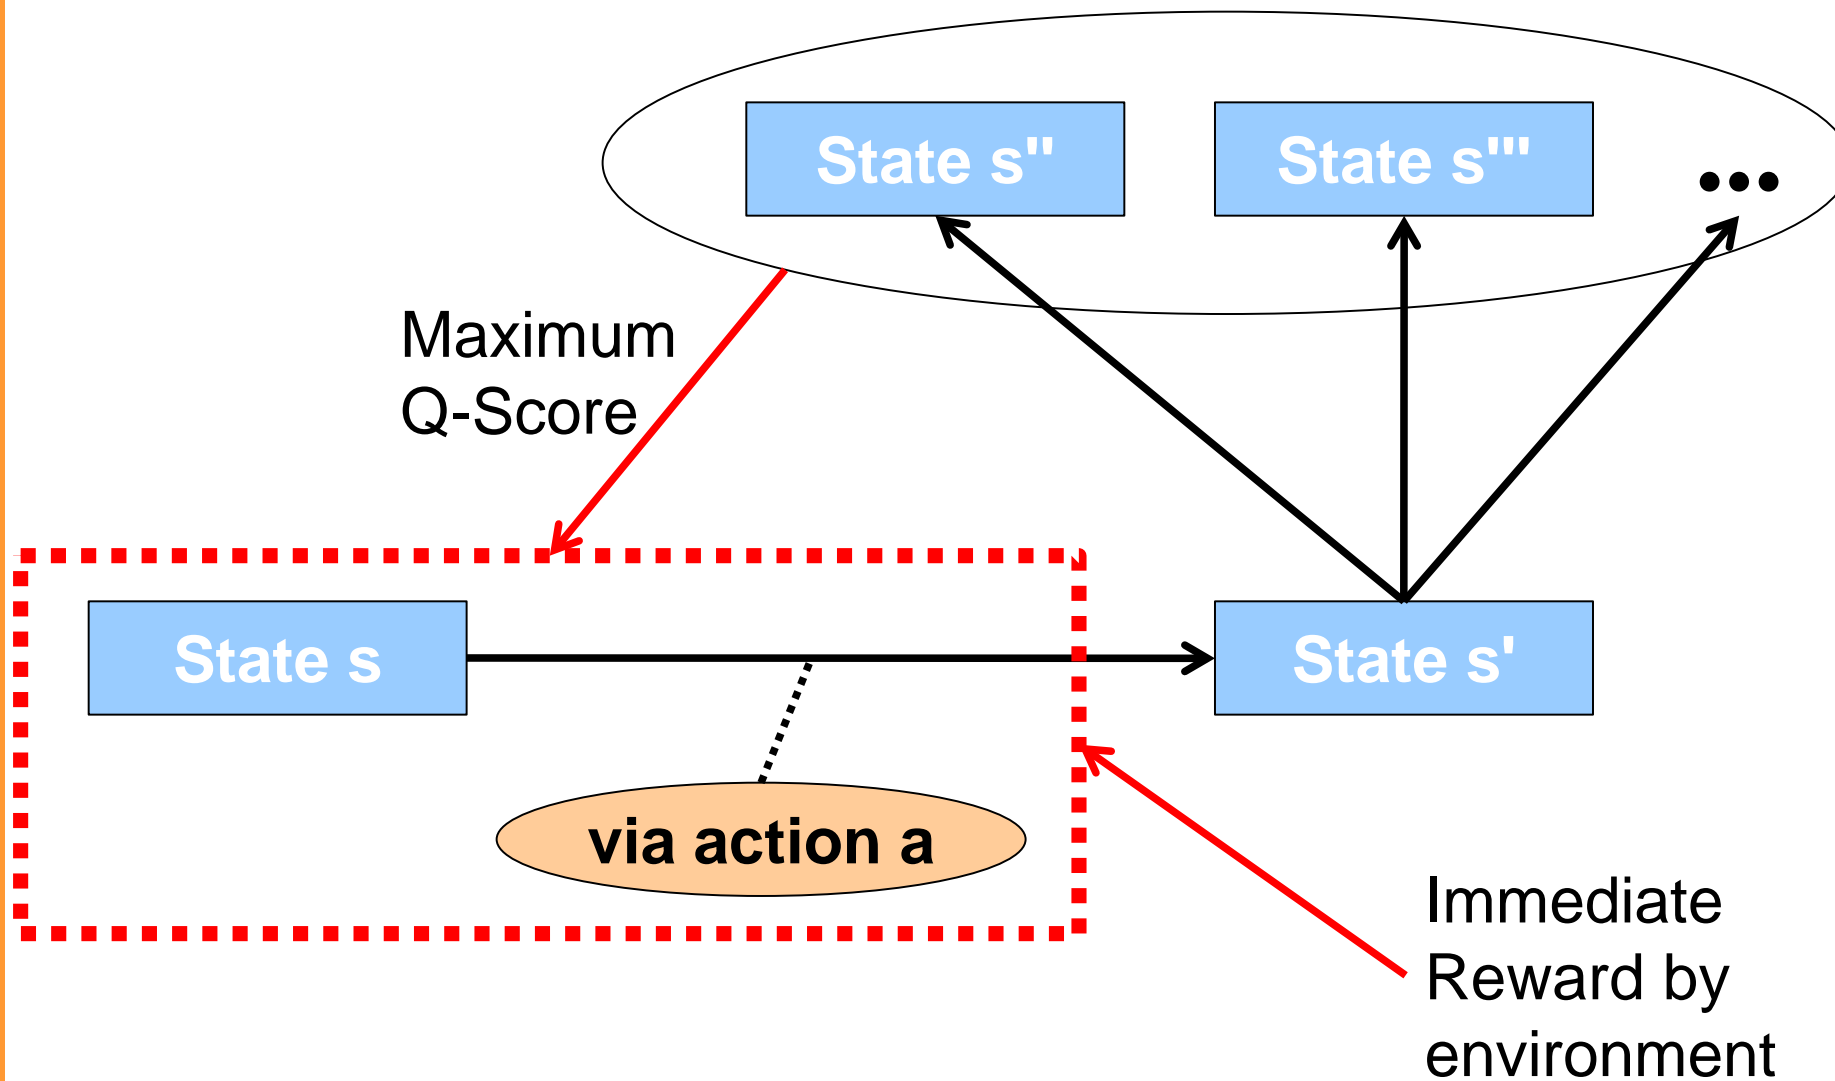 State s"
State s'"
...
Maximum
Q-Score
State s
State s'
via action a
Immediate
Reward by
environment